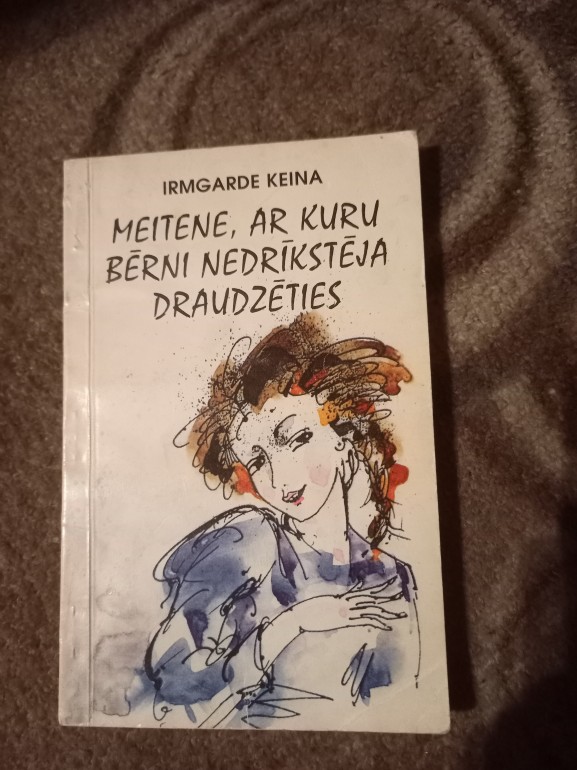 IRMGARDE KEINA
MEITENE, AR KURU
BĒRNI NEDRĪKSTĒJA
DRAUDZĒTIES